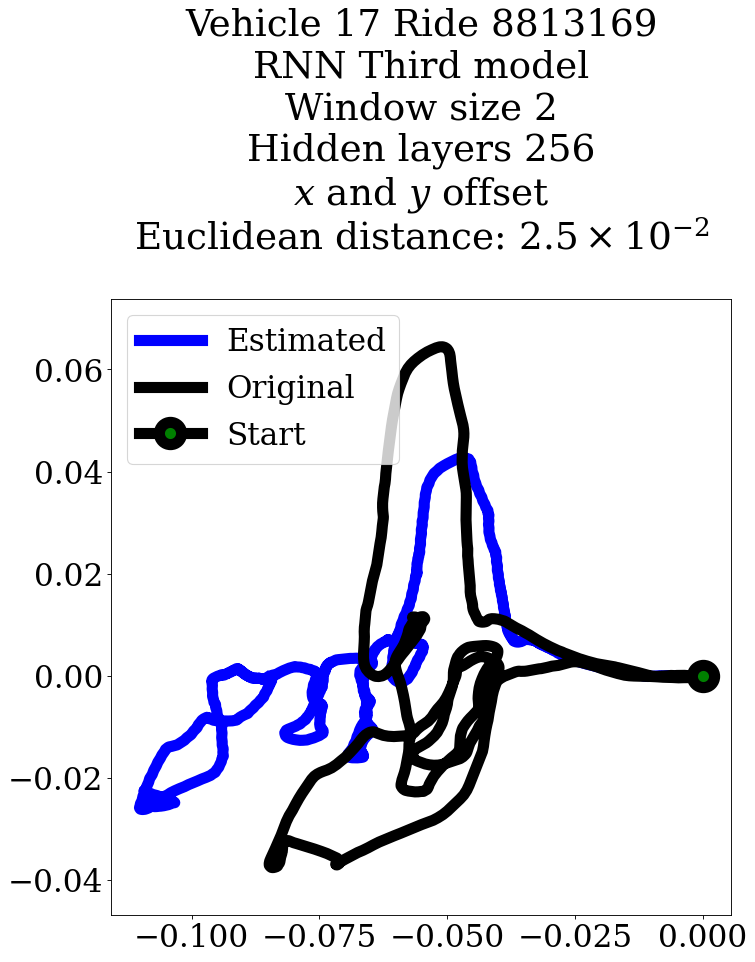 Vehicle 17 Ride 8813169
RNN Third model
Window size 2
Hidden layers 256
x and y offset
Euclidean distance: 2.5 × 10⁻²
Estimated
Original
Start
0.06
0.04
0.02
0.00
−0.02
−0.04
−0.100 −0.075 −0.050 −0.025 0.000